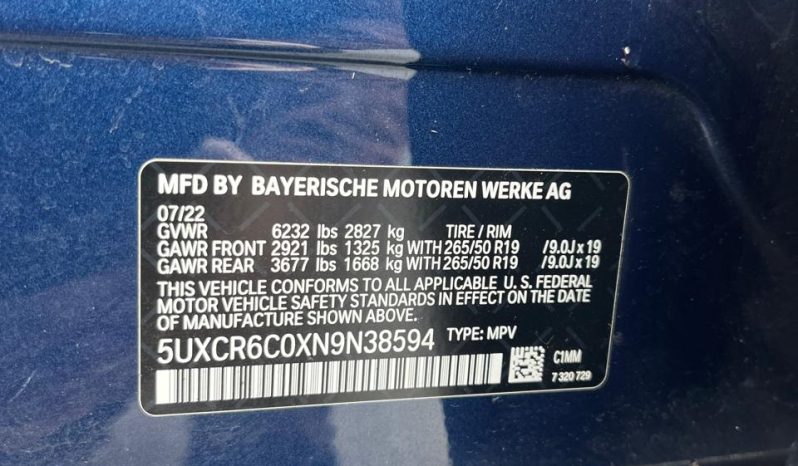 MFD BY BAYERISCHE MOTOREN WERKE AG
07/22
GVWR 6232 lbs 2827 kg TIRE / RIM
GAWR FRONT 2921 lbs 1325 kg WITH 265/50 R19 /9.0J x 19
GAWR REAR 3677 lbs 1668 kg WITH 265/50 R19 /9.0J x 19
THIS VEHICLE CONFORMS TO ALL APPLICABLE U. S. FEDERAL
MOTOR VEHICLE SAFETY STANDARDS IN EFFECT ON THE DATE
OF MANUFACTURE SHOWN ABOVE.
5UXCR6C0XN9N38594 TYPE: MPV
C1MM
7 320 729